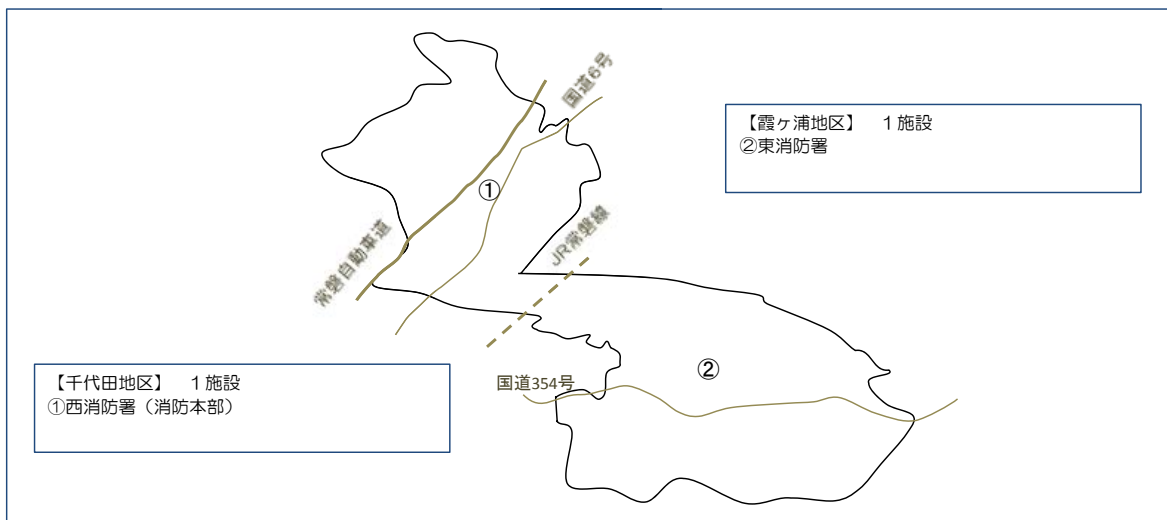 国道6号
【霞ヶ浦地区】　１施設
②東消防署
①
JR常磐線
常磐自動車道
②
【千代田地区】　１施設
①西消防署（消防本部）
国道354号